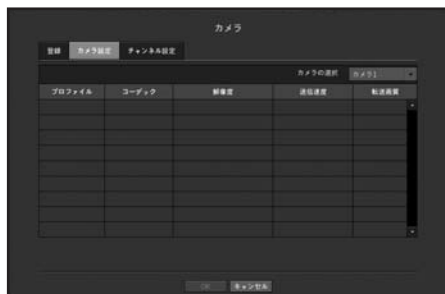 カメラ
登録 カメラ設定 チャンネル設定
カメラの選択 カメラ1
プロファイル コーデック 解像度 送信速度 転送画質
OK キャンセル